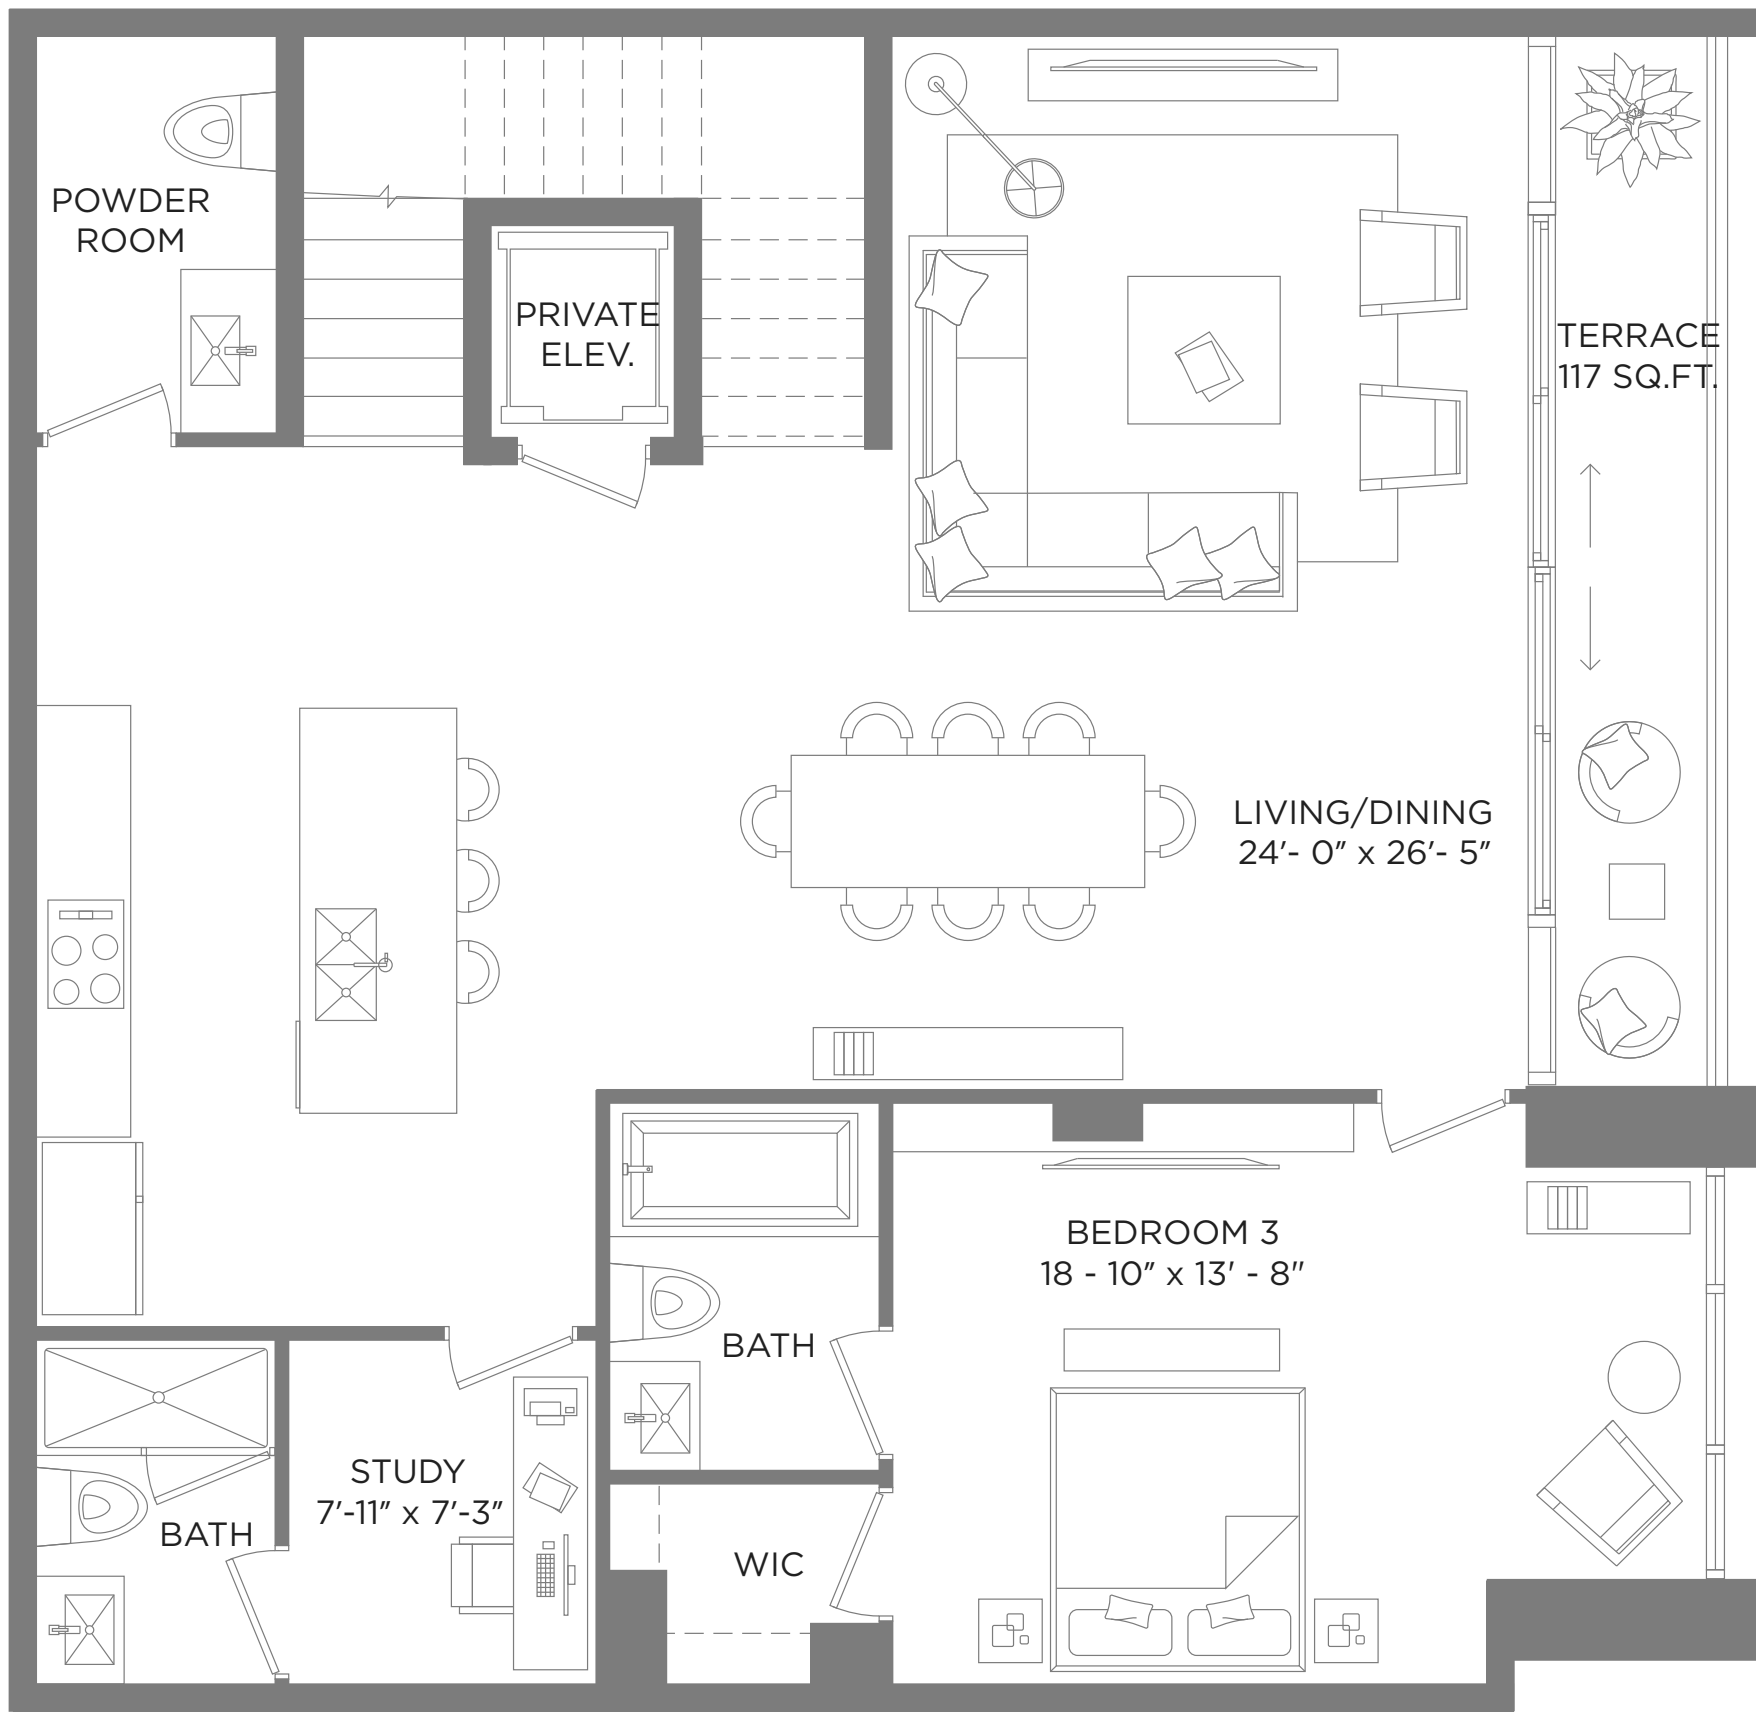 POWDER
ROOM
PRIVATE
ELEV.
TERRACE
117 SQ.FT.
LIVING/DINING
24'- 0" x 26'- 5"
BEDROOM 3
18 - 10" x 13' - 8"
BATH
STUDY
7'-11" x 7'-3"
BATH
WIC